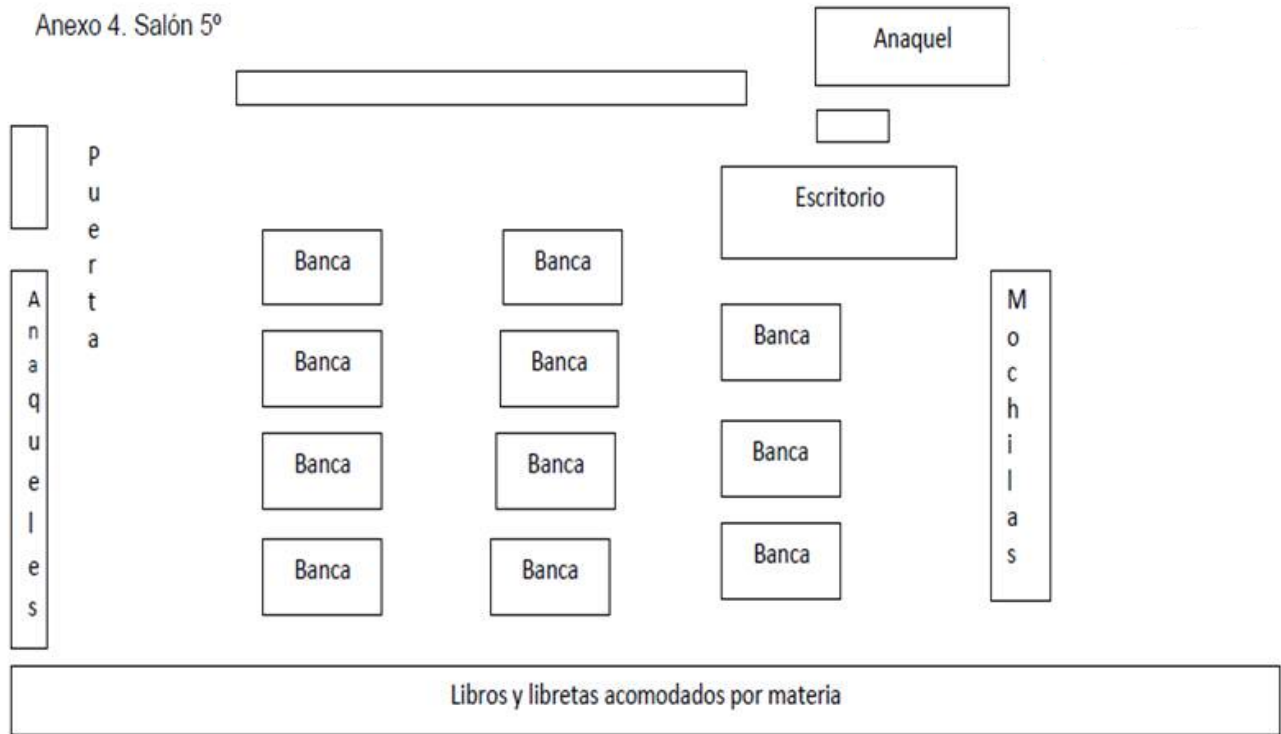 Anexo 4. Salón 5º
Anaquel
Puerta
Escritorio
Banca
Banca
Anaqueles
Mochilas
Banca
Banca
Banca
Banca
Banca
Banca
Banca
Banca
Banca
Libros y libretas acomodados por materia